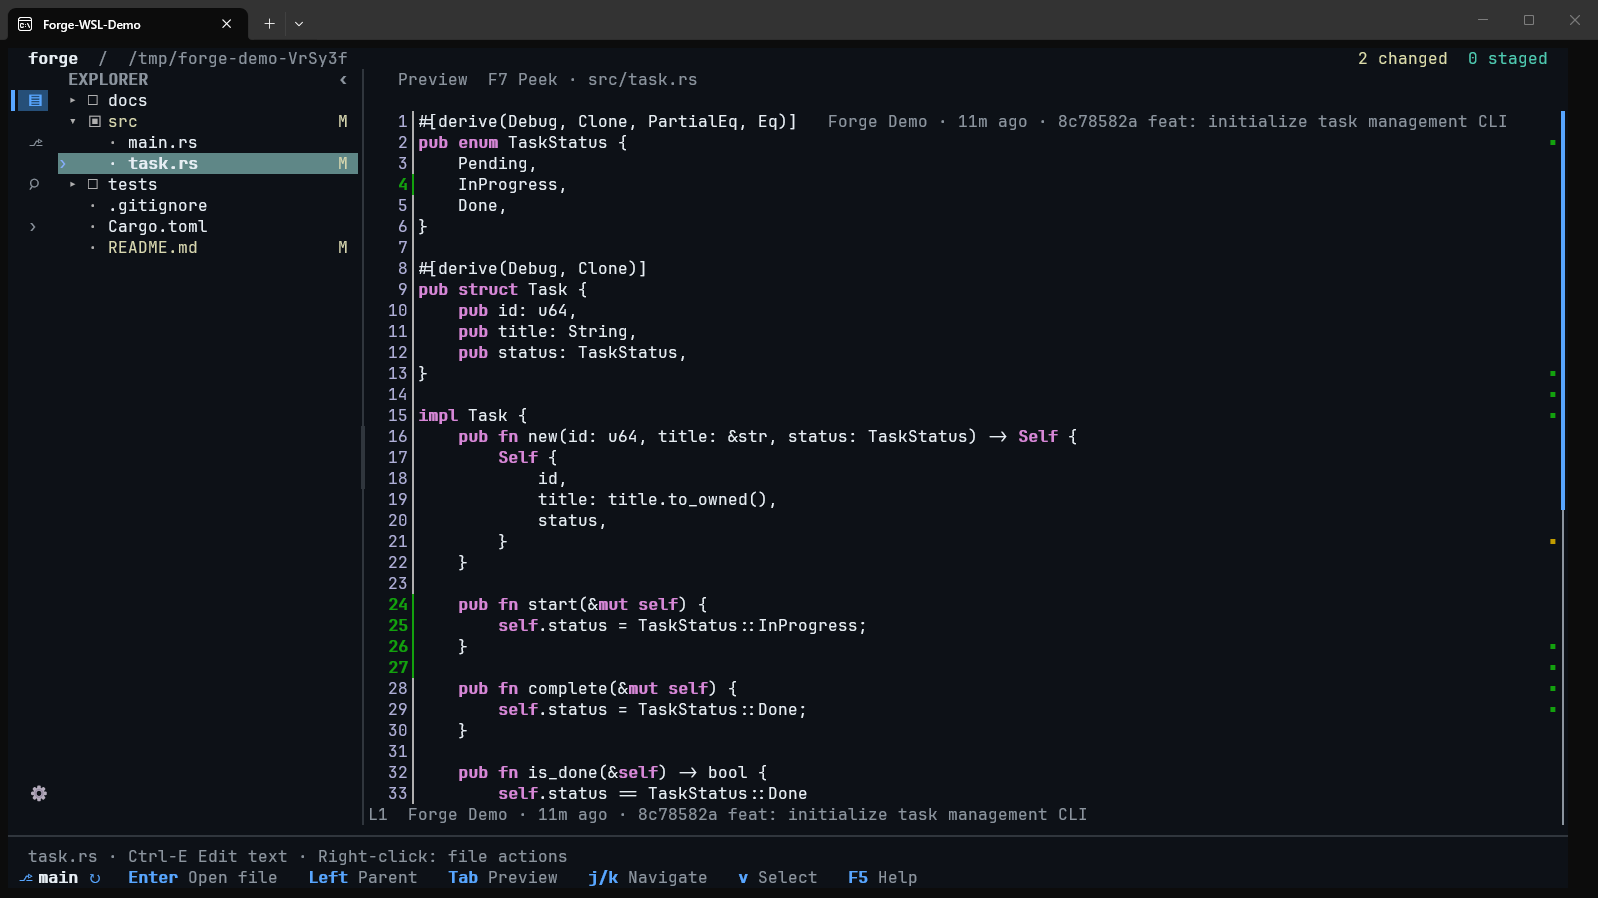 Forge-WSL-Demo
forge / /tmp/forge-demo-VrSy3f 2 changed 0 staged
EXPLORER
docs
src M
main.rs
task.rs M
tests
.gitignore
Cargo.toml
README.md M
Preview F7 Peek · src/task.rs
1 #[derive(Debug, Clone, PartialEq, Eq)] Forge Demo · 11m ago · 8c78582a feat: initialize task management CLI
2 pub enum TaskStatus {
3 Pending,
4 InProgress,
5 Done,
6 }
7
8 #[derive(Debug, Clone)]
9 pub struct Task {
10 pub id: u64,
11 pub title: String,
12 pub status: TaskStatus,
13 }
14
15 impl Task {
16 pub fn new(id: u64, title: &str, status: TaskStatus) -> Self {
17 Self {
18 id,
19 title: title.to_owned(),
20 status,
21 }
22 }
23
24 pub fn start(&mut self) {
25 self.status = TaskStatus::InProgress;
26 }
27
28 pub fn complete(&mut self) {
29 self.status = TaskStatus::Done;
30 }
31
32 pub fn is_done(&self) -> bool {
33 self.status == TaskStatus::Done
L1 Forge Demo · 11m ago · 8c78582a feat: initialize task management CLI
task.rs · Ctrl-E Edit text · Right-click: file actions
main ↻ Enter Open file Left Parent Tab Preview j/k Navigate v Select F5 Help